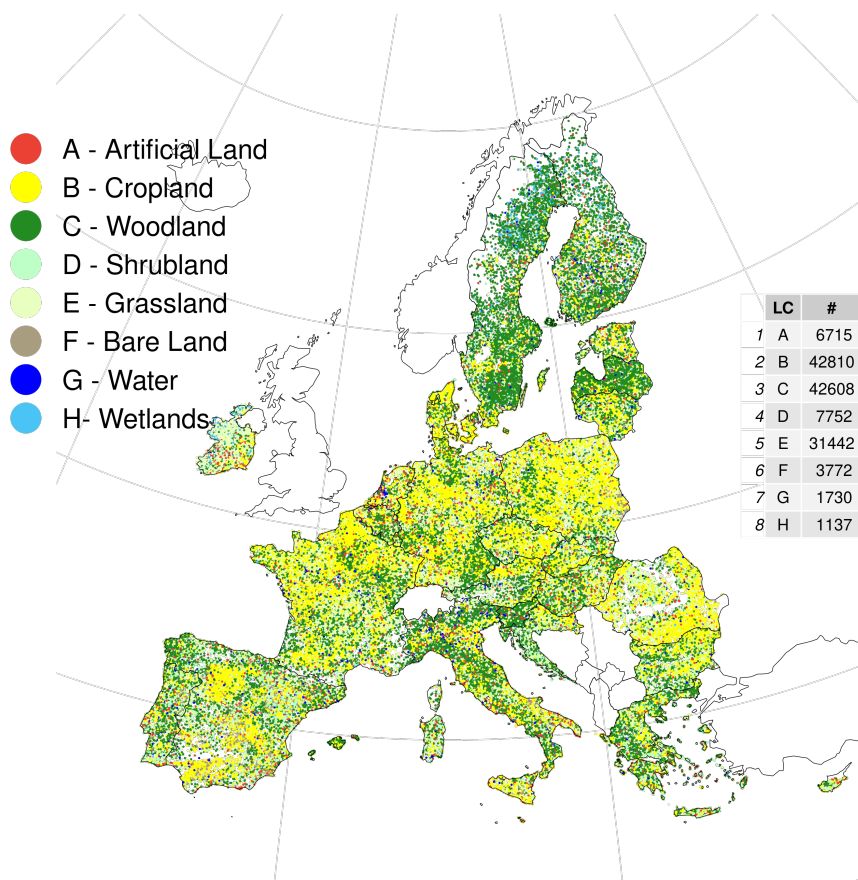 A - Artificial Land
B - Cropland
C - Woodland
D - Shrubland
E - Grassland
F - Bare Land
G - Water
H- Wetlands
LC #
1 A 6715
2 B 42810
3 C 42608
4 D 7752
5 E 31442
6 F 3772
7 G 1730
8 H 1137